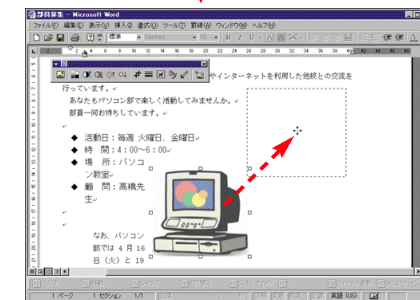 部員募集 - Microsoft Word
ファイル(F) 編集(E) 表示(V) 挿入(I) 書式(O) ツール(T) 罫線(A) ウィンドウ(W) ヘルプ(H)
標準 Century
やインターネットを利用した他校との交流を
行っています。
あなたもパソコン部で楽しく活動してみませんか。
部員一同お待ちしています。
◆ 活動日：毎週 火曜日、金曜日
◆ 時 間：4：00～6：00
◆ 場 所：パソコ
ン教室
◆ 顧 問：高橋先
生
なお、パソコン
部では 4 月 16
日（火）と 19
1 ページ 1 セクション 1/1 英語 (US)